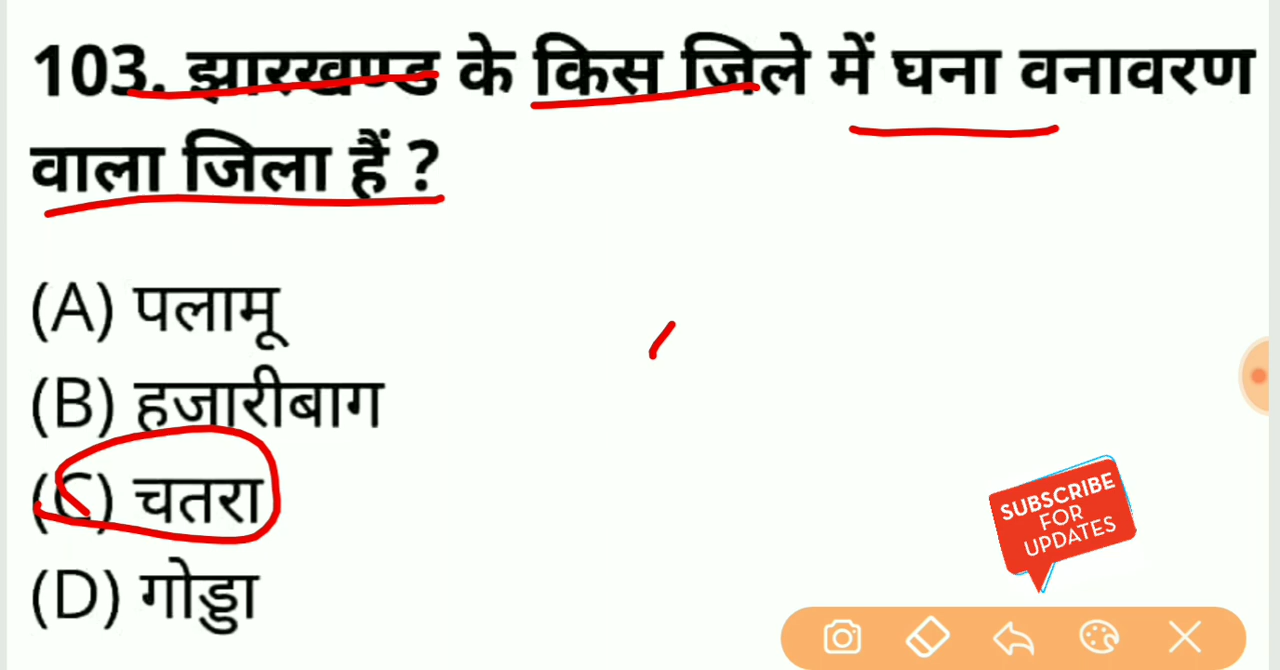 103. झारखण्ड के किस जिले में घना वनावरण
वाला जिला हैं ?
(A) पलामू
(B) हजारीबाग
(C) चतरा
(D) गोड्डा
SUBSCRIBE
FOR
UPDATES